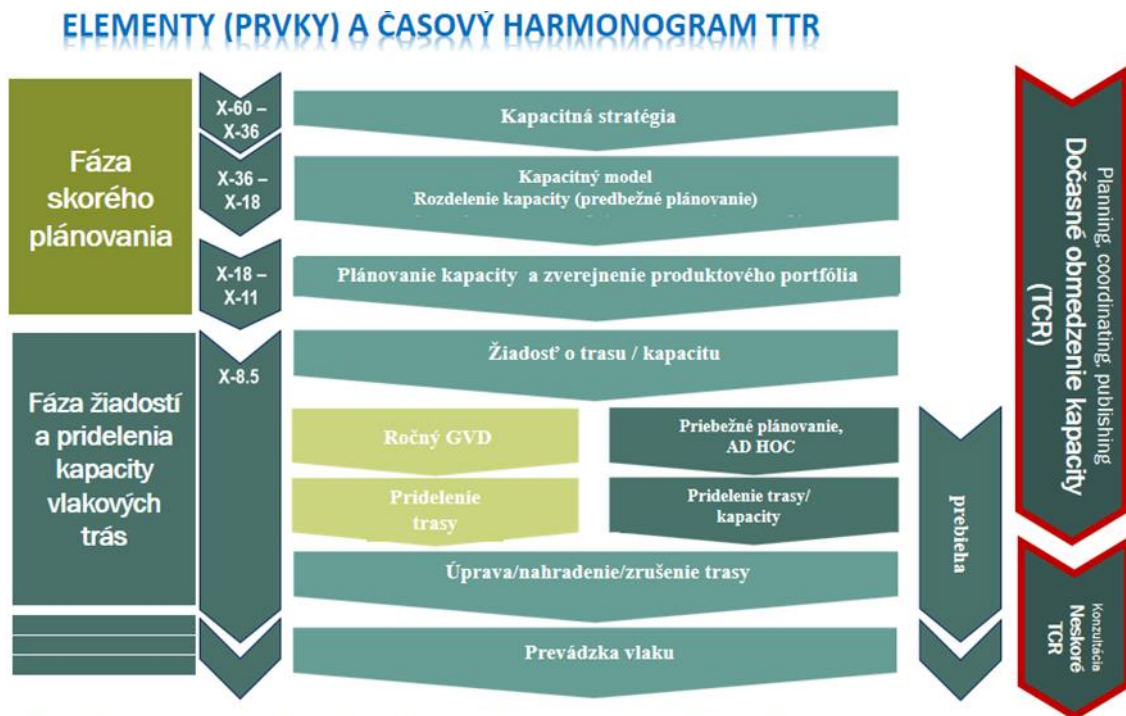 ELEMENTY (PRVKY) A ČASOVÝ HARMONOGRAM TTR
Fáza
skorého
plánovania
X-60 –
X-36
Kapacitná stratégia
X-36 –
X-18
Kapacitný model
Rozdelenie kapacity (predbežné plánovanie)
X-18 –
X-11
Plánovanie kapacity a zverejnenie produktového portfólia
Fáza žiadostí
a pridelenia
kapacity
vlakových
trás
X-8.5
Žiadosť o trasu / kapacitu
Ročný GVD
Priebežné plánovanie,
AD HOC
Pridelenie
trasy
Pridelenie trasy/
kapacity
Úprava/nahradenie/zrušenie trasy
Prevádzka vlaku
prebieha
Planning, coordinating, publishing
Dočasné obmedzenie kapacity
(TCR)
Konzultácia
Neskoré
TCR